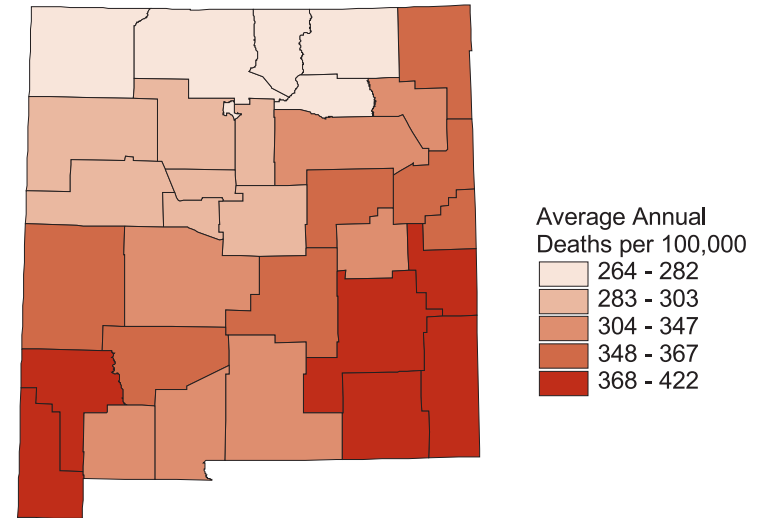 Average Annual
Deaths per 100,000
264 - 282
283 - 303
304 - 347
348 - 367
368 - 422